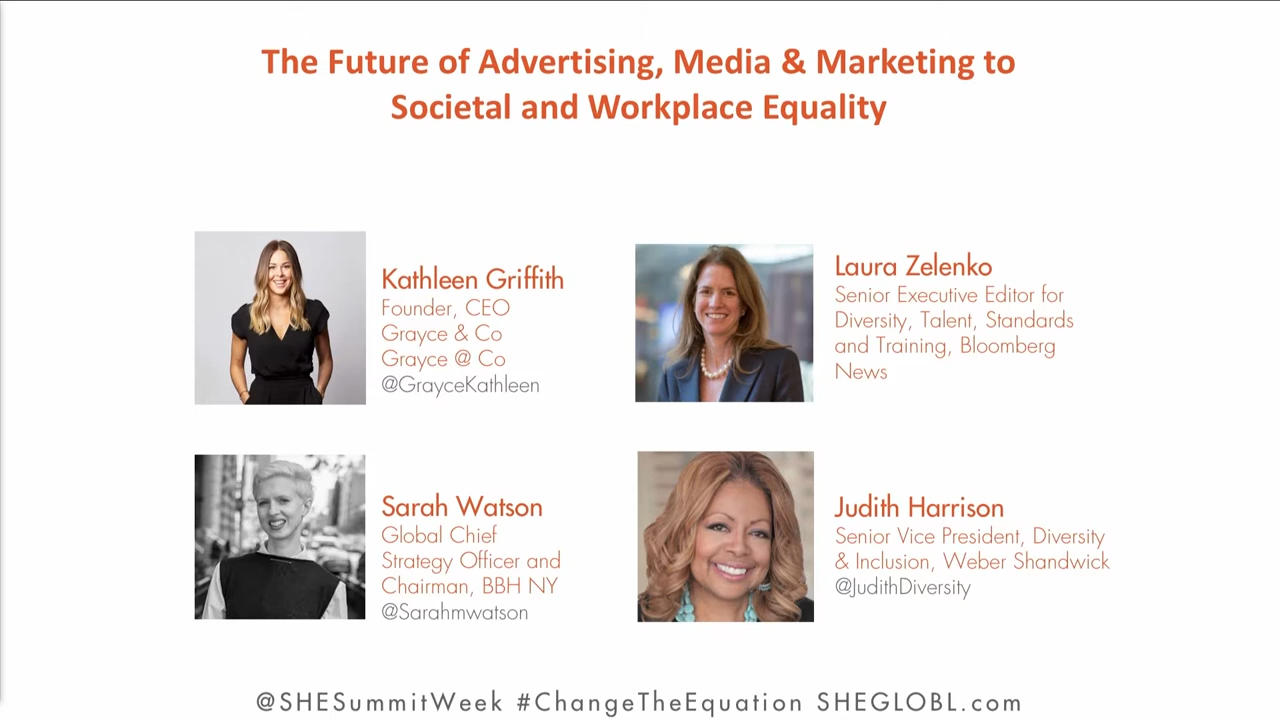 The Future of Advertising, Media & Marketing to
Societal and Workplace Equality
Kathleen Griffith
Founder, CEO
Grayce & Co
Grayce @ Co
@GrayceKathleen
Laura Zelenko
Senior Executive Editor for
Diversity, Talent, Standards
and Training, Bloomberg
News
Sarah Watson
Global Chief
Strategy Officer and
Chairman, BBH NY
@Sarahmwatson
Judith Harrison
Senior Vice President, Diversity
& Inclusion, Weber Shandwick
@JudithDiversity
@SHESummitWeek #ChangeTheEquation SHEGLOBL.com